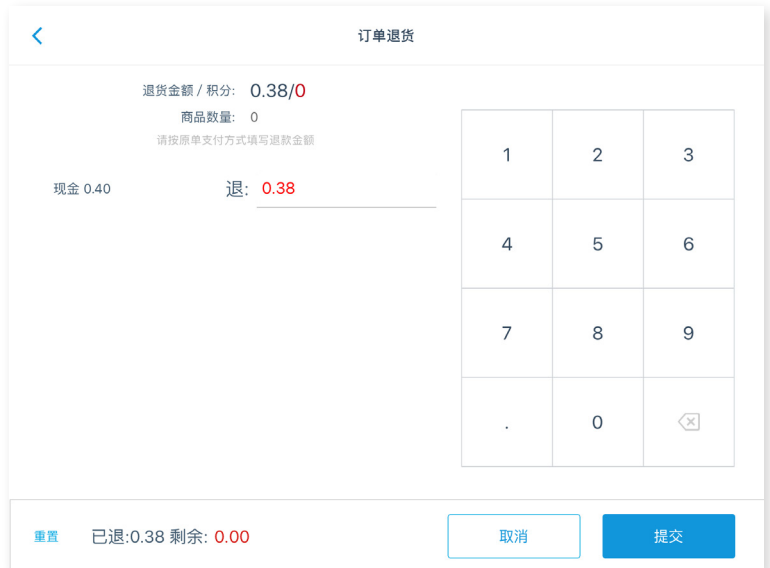 订单退货
退货金额 / 积分: 0.38/0
商品数量: 0
请按原单支付方式填写退款金额
现金 0.40 退: 0.38
1 2 3
4 5 6
7 8 9
. 0
重置 已退:0.38 剩余: 0.00 取消 提交